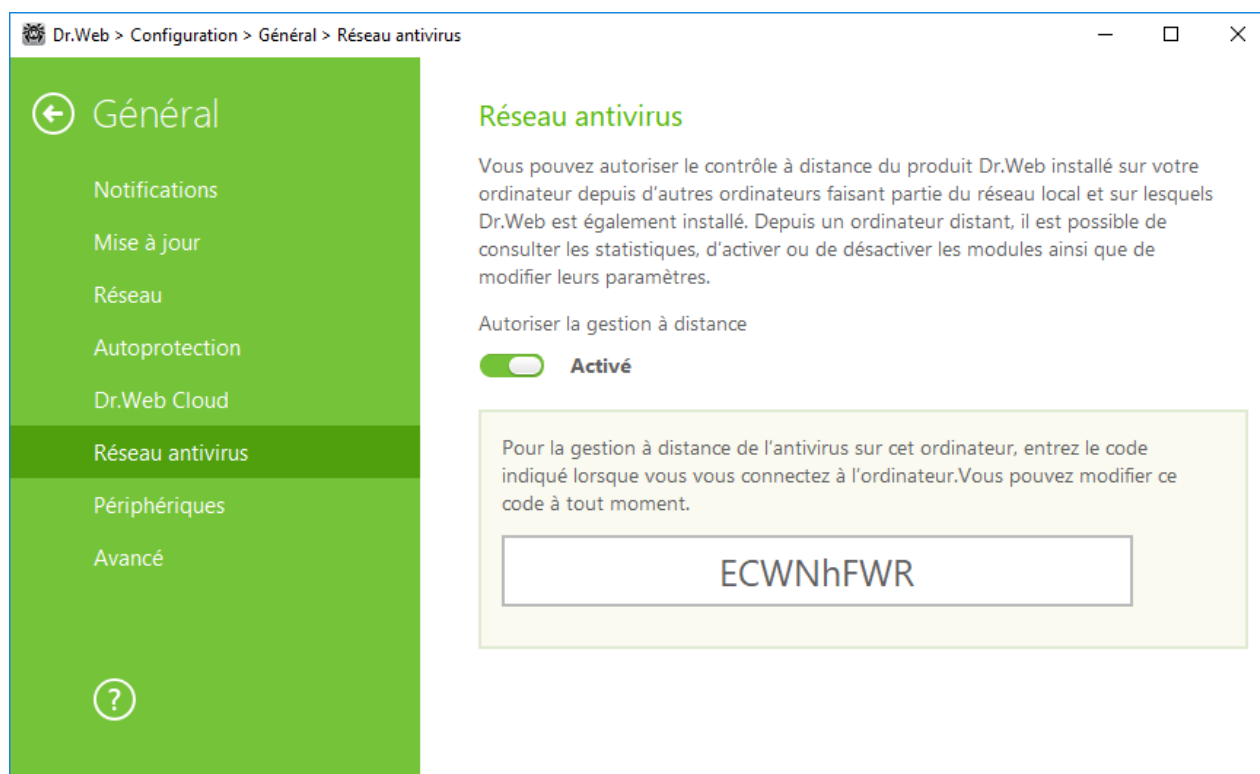 Dr.Web > Configuration > Général > Réseau antivirus
Général
Notifications
Mise à jour
Réseau
Autoprotection
Dr.Web Cloud
Réseau antivirus
Périphériques
Avancé
?
Réseau antivirus
Vous pouvez autoriser le contrôle à distance du produit Dr.Web installé sur votre
ordinateur depuis d'autres ordinateurs faisant partie du réseau local et sur lesquels
Dr.Web est également installé. Depuis un ordinateur distant, il est possible de
consulter les statistiques, d'activer ou de désactiver les modules ainsi que de
modifier leurs paramètres.
Autoriser la gestion à distance
Activé
Pour la gestion à distance de l'antivirus sur cet ordinateur, entrez le code
indiqué lorsque vous vous connectez à l'ordinateur.Vous pouvez modifier ce
code à tout moment.
ECWNhFWR